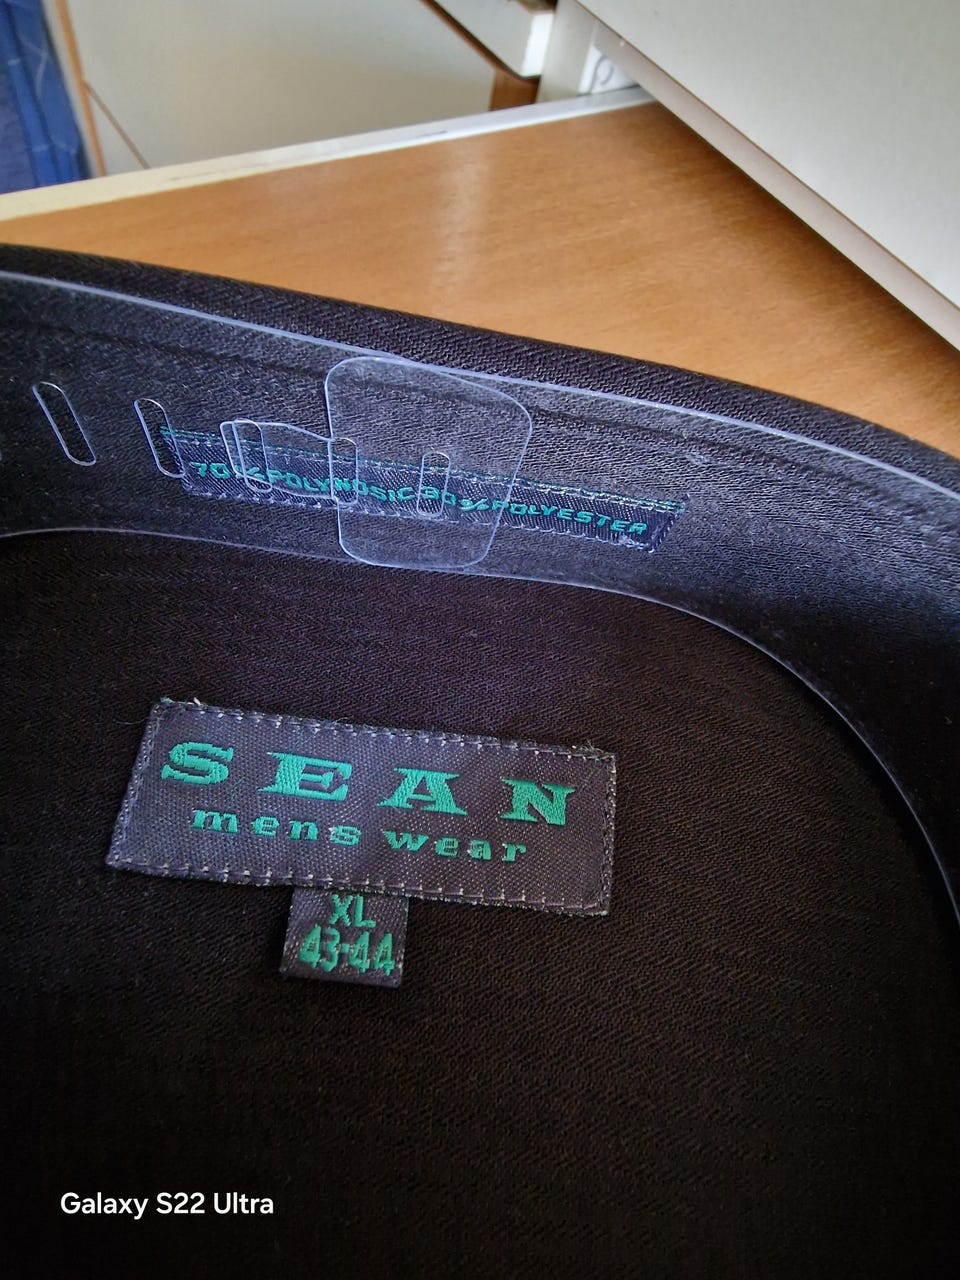 70%POLYNOSIC 30%POLYESTER
SEAN
mens wear
XL
43-44
Galaxy S22 Ultra